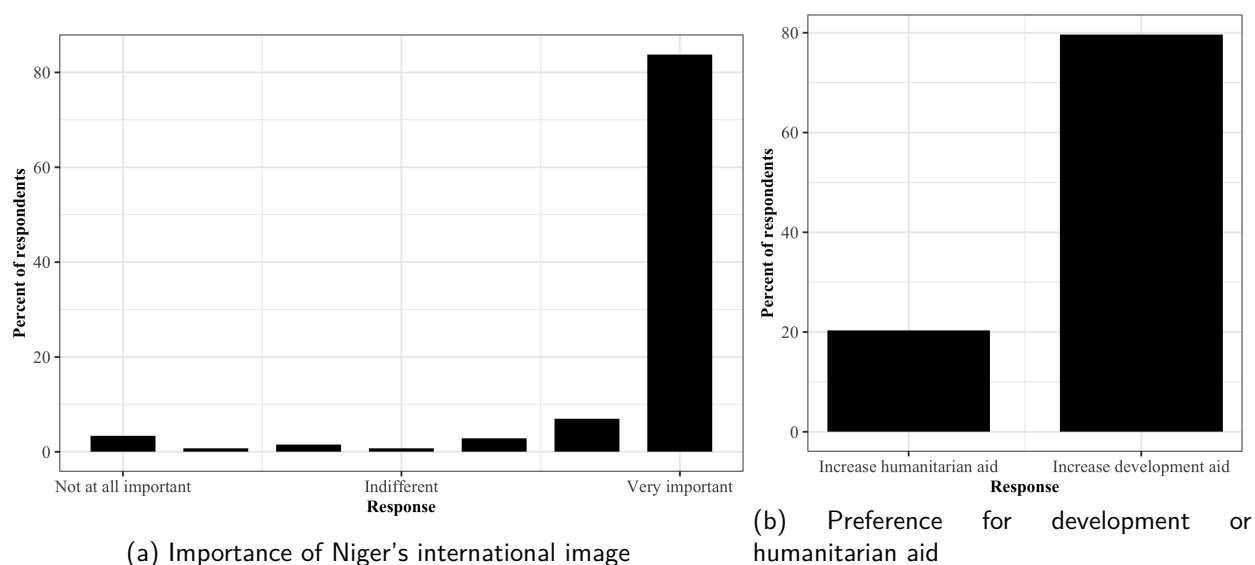 80
60
40
20
0
Percent of respondents
Not at all important Indifferent Very important
Response
(a) Importance of Niger's international image
80
60
40
20
0
Percent of respondents
Increase humanitarian aid Increase development aid
Response
(b) Preference for development or
humanitarian aid